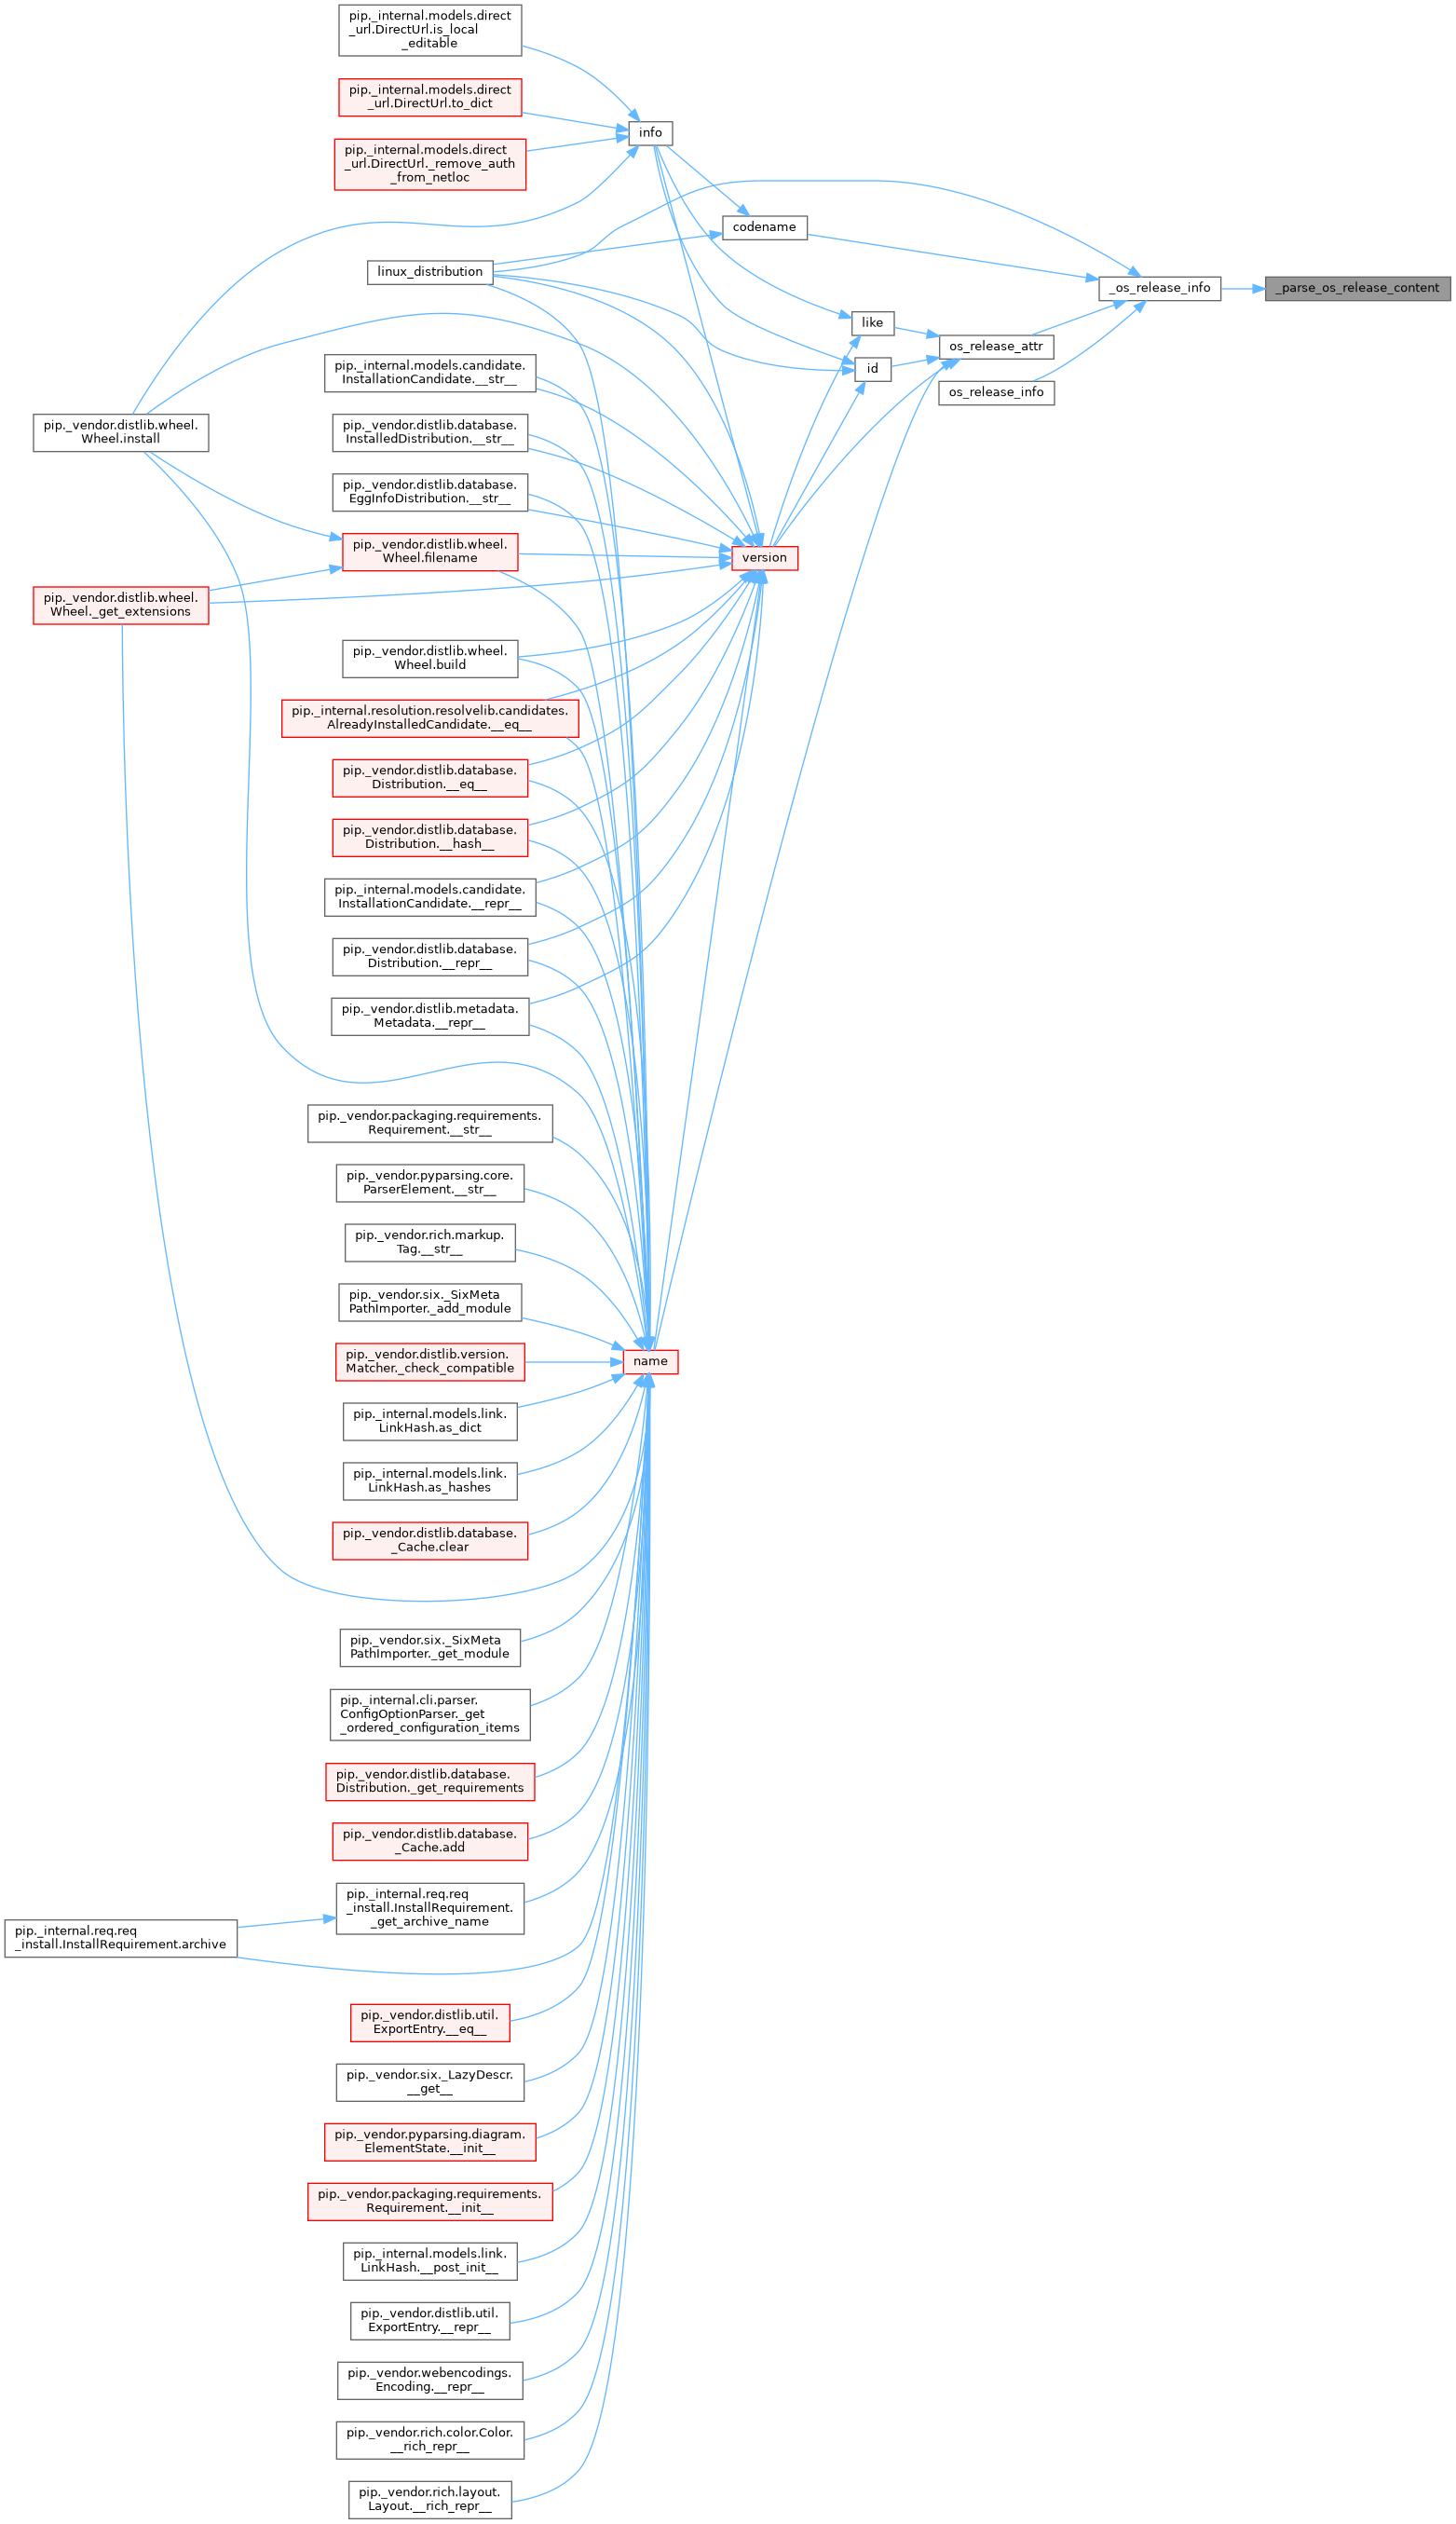 pip._internal.models.direct
_url.DirectUrl.is_local
_editable
pip._internal.models.direct
_url.DirectUrl.to_dict
info
pip._internal.models.direct
_url.DirectUrl._remove_auth
_from_netloc
codename
linux_distribution
_os_release_info
_parse_os_release_content
like
os_release_attr
id
os_release_info
pip._internal.models.candidate.
InstallationCandidate.__str__
pip._vendor.distlib.wheel.
Wheel.install
pip._vendor.distlib.database.
InstalledDistribution.__str__
pip._vendor.distlib.database.
EggInfoDistribution.__str__
pip._vendor.distlib.wheel.
Wheel.filename
version
pip._vendor.distlib.wheel.
Wheel._get_extensions
pip._vendor.distlib.wheel.
Wheel.build
pip._internal.resolution.resolvelib.candidates.
AlreadyInstalledCandidate.__eq__
pip._vendor.distlib.database.
Distribution.__eq__
pip._vendor.distlib.database.
Distribution.__hash__
pip._internal.models.candidate.
InstallationCandidate.__repr__
pip._vendor.distlib.database.
Distribution.__repr__
pip._vendor.distlib.metadata.
Metadata.__repr__
pip._vendor.packaging.requirements.
Requirement.__str__
pip._vendor.pyparsing.core.
ParserElement.__str__
pip._vendor.rich.markup.
Tag.__str__
pip._vendor.six._SixMeta
PathImporter._add_module
pip._vendor.distlib.version.
Matcher._check_compatible
name
pip._internal.models.link.
LinkHash.as_dict
pip._internal.models.link.
LinkHash.as_hashes
pip._vendor.distlib.database.
_Cache.clear
pip._vendor.six._SixMeta
PathImporter._get_module
pip._internal.cli.parser.
ConfigOptionParser._get
_ordered_configuration_items
pip._vendor.distlib.database.
Distribution._get_requirements
pip._vendor.distlib.database.
_Cache.add
pip._internal.req.req
_install.InstallRequirement.
_get_archive_name
pip._internal.req.req
_install.InstallRequirement.archive
pip._vendor.distlib.util.
ExportEntry.__eq__
pip._vendor.six._LazyDescr.
__get__
pip._vendor.pyparsing.diagram.
ElementState.__init__
pip._vendor.packaging.requirements.
Requirement.__init__
pip._internal.models.link.
LinkHash.__post_init__
pip._vendor.distlib.util.
ExportEntry.__repr__
pip._vendor.webencodings.
Encoding.__repr__
pip._vendor.rich.color.Color.
__rich_repr__
pip._vendor.rich.layout.
Layout.__rich_repr__